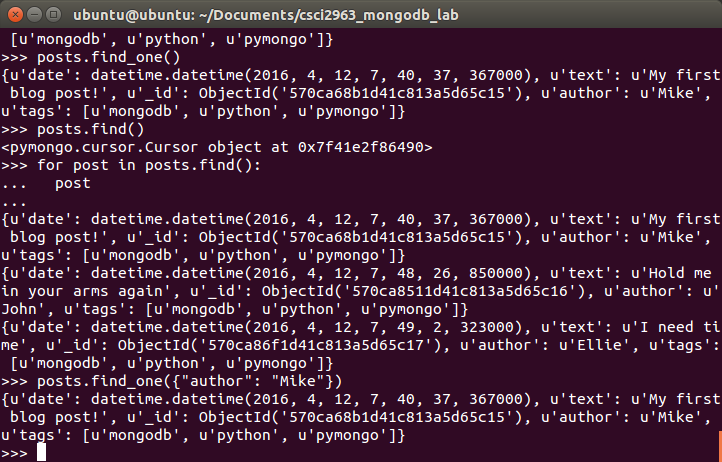 ubuntu@ubuntu: ~/Documents/csci2963_mongodb_lab
 [u'mongodb', u'python', u'pymongo']}
>>> posts.find_one()
{u'date': datetime.datetime(2016, 4, 12, 7, 40, 37, 367000), u'text': u'My first
 blog post!', u'_id': ObjectId('570ca68b1d41c813a5d65c15'), u'author': u'Mike',
u'tags': [u'mongodb', u'python', u'pymongo']}
>>> posts.find()
<pymongo.cursor.Cursor object at 0x7f41e2f86490>
>>> for post in posts.find():
...   post
...
{u'date': datetime.datetime(2016, 4, 12, 7, 40, 37, 367000), u'text': u'My first
 blog post!', u'_id': ObjectId('570ca68b1d41c813a5d65c15'), u'author': u'Mike',
u'tags': [u'mongodb', u'python', u'pymongo']}
{u'date': datetime.datetime(2016, 4, 12, 7, 48, 26, 850000), u'text': u'Hold me
in your arms again', u'_id': ObjectId('570ca8511d41c813a5d65c16'), u'author': u'
John', u'tags': [u'mongodb', u'python', u'pymongo']}
{u'date': datetime.datetime(2016, 4, 12, 7, 49, 2, 323000), u'text': u'I need ti
me', u'_id': ObjectId('570ca86f1d41c813a5d65c17'), u'author': u'Ellie', u'tags':
 [u'mongodb', u'python', u'pymongo']}
>>> posts.find_one({"author": "Mike"})
{u'date': datetime.datetime(2016, 4, 12, 7, 40, 37, 367000), u'text': u'My first
 blog post!', u'_id': ObjectId('570ca68b1d41c813a5d65c15'), u'author': u'Mike',
u'tags': [u'mongodb', u'python', u'pymongo']}
>>>